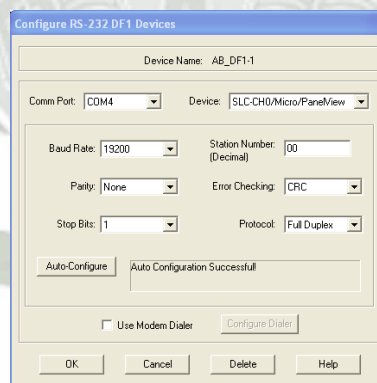 Configure RS-232 DF1 Devices
Device Name: AB_DF1-1
Comm Port: COM4 Device: SLC-CH0/Micro/PanelView
Baud Rate: 19200 Station Number: 00
(Decimal)
Parity: None Error Checking: CRC
Stop Bits: 1 Protocol: Full Duplex
Auto-Configure Auto Configuration Successful!
Use Modem Dialer Configure Dialer
OK Cancel Delete Help